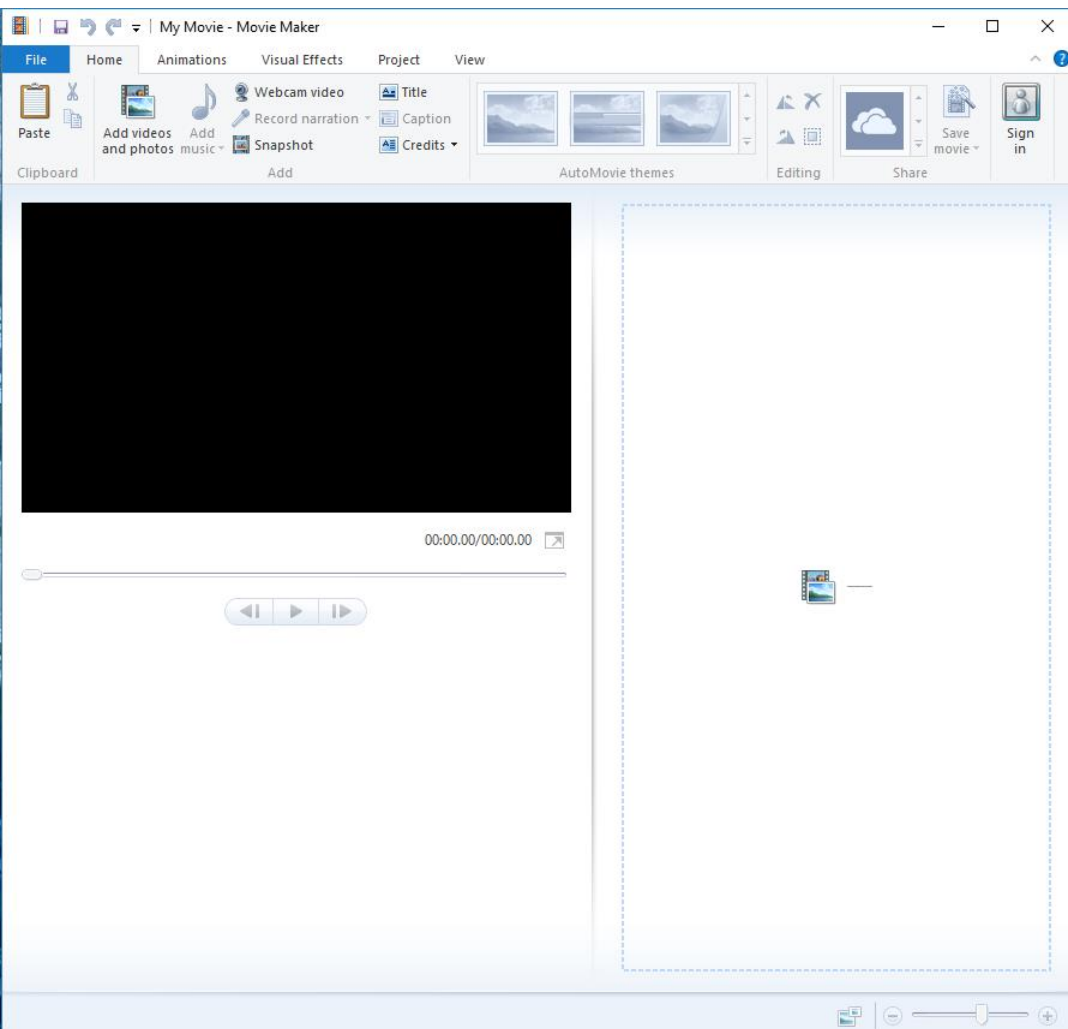 My Movie - Movie Maker
File Home Animations Visual Effects Project View
Paste
Clipboard
Add videos and photos
Add music
Webcam video
Record narration
Snapshot
Title
Caption
Credits
Add
AutoMovie themes
Editing
Save movie
Share
Sign in
00:00.00/00:00.00